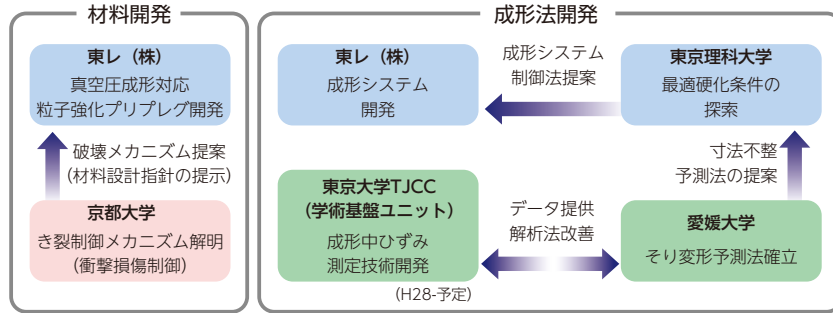 材料開発
東レ（株）
真空圧成形対応
粒子強化プリプレグ開発
破壊メカニズム提案
(材料設計指針の提示)
京都大学
き裂制御メカニズム解明
(衝撃損傷制御)
成形法開発
東レ（株）
成形システム
開発
成形システム
制御法提案
東京理科大学
最適硬化条件の
探索
寸法不整
予測法の提案
東京大学TJCC
（学術基盤ユニット）
成形中ひずみ
測定技術開発
(H28-予定)
データ提供
解析法改善
愛媛大学
そり変形予測法確立